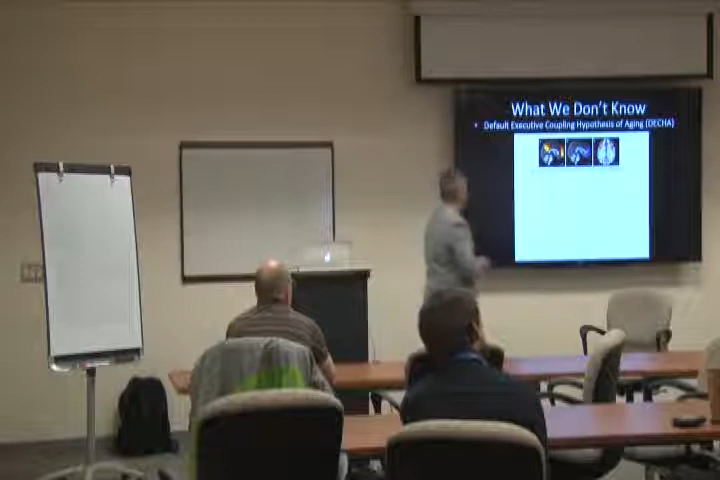 What We Don't Know
• Default Executive Coupling Hypothesis of Aging (DECHA)